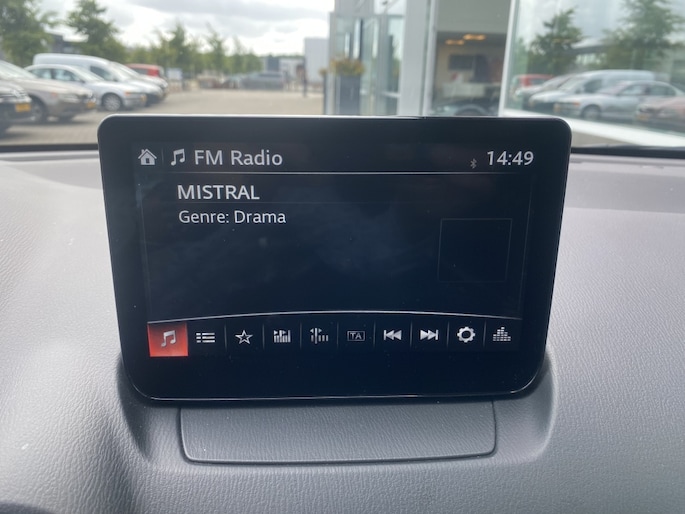 FM Radio 14:49
MISTRAL
Genre: Drama
TA